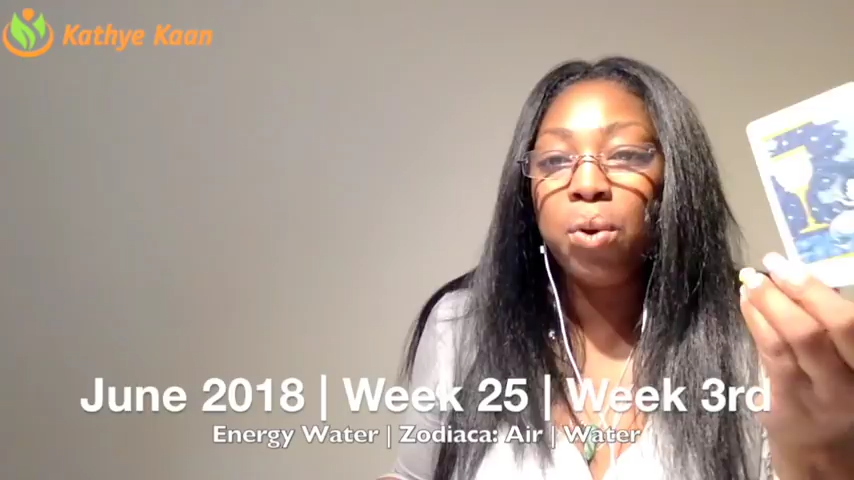 Kathye Kaan
June 2018 | Week 25 | Week 3rd
Energy Water | Zodiaca: Air | Water